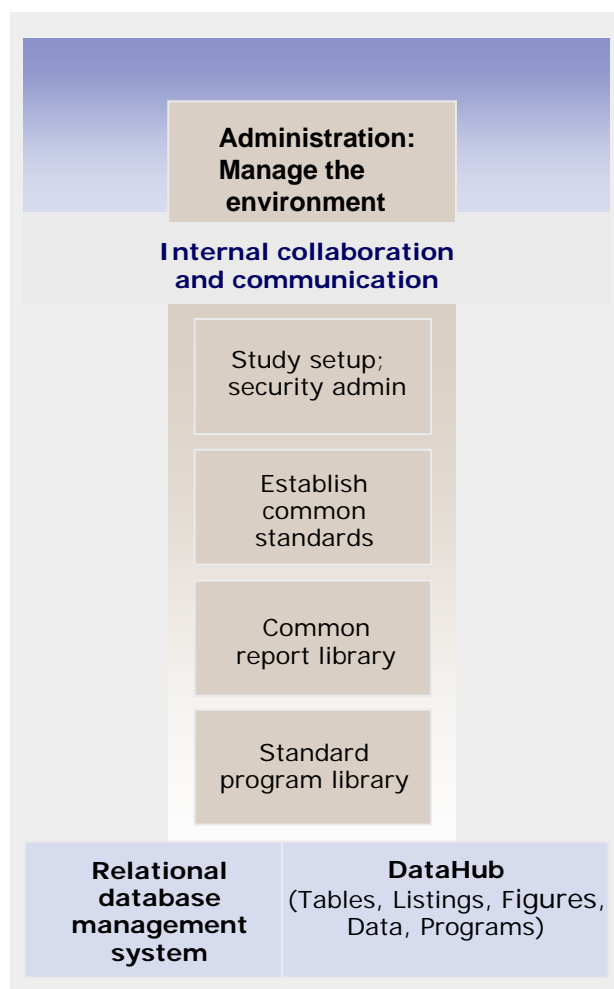 Administration:
Manage the
environment
Internal collaboration
and communication
Study setup;
security admin
Establish
common
standards
Common
report library
Standard
program library
Relational
database
management
system
DataHub
(Tables, Listings, Figures,
Data, Programs)